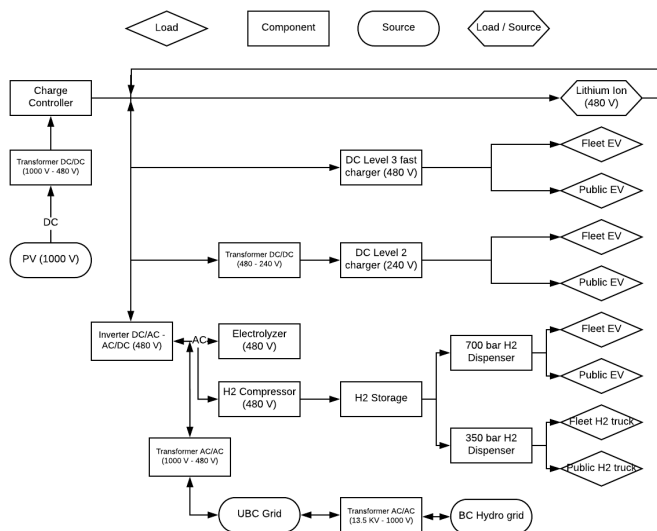 Load
Component
Source
Load / Source
Charge
Controller
Lithium Ion
(480 V)
Transformer DC/DC
(1000 V - 480 V)
DC
PV (1000 V)
DC Level 3 fast
charger (480 V)
Fleet EV
Public EV
Transformer DC/DC
(480 - 240 V)
DC Level 2
charger (240 V)
Fleet EV
Public EV
Inverter DC/AC -
AC/DC (480 V)
AC
Electrolyzer
(480 V)
H2 Compressor
(480 V)
H2 Storage
700 bar H2
Dispenser
Fleet EV
Public EV
350 bar H2
Dispenser
Fleet H2 truck
Public H2 truck
Transformer AC/AC
(1000 V - 480 V)
UBC Grid
Transformer AC/AC
(13.5 KV - 1000 V)
BC Hydro grid